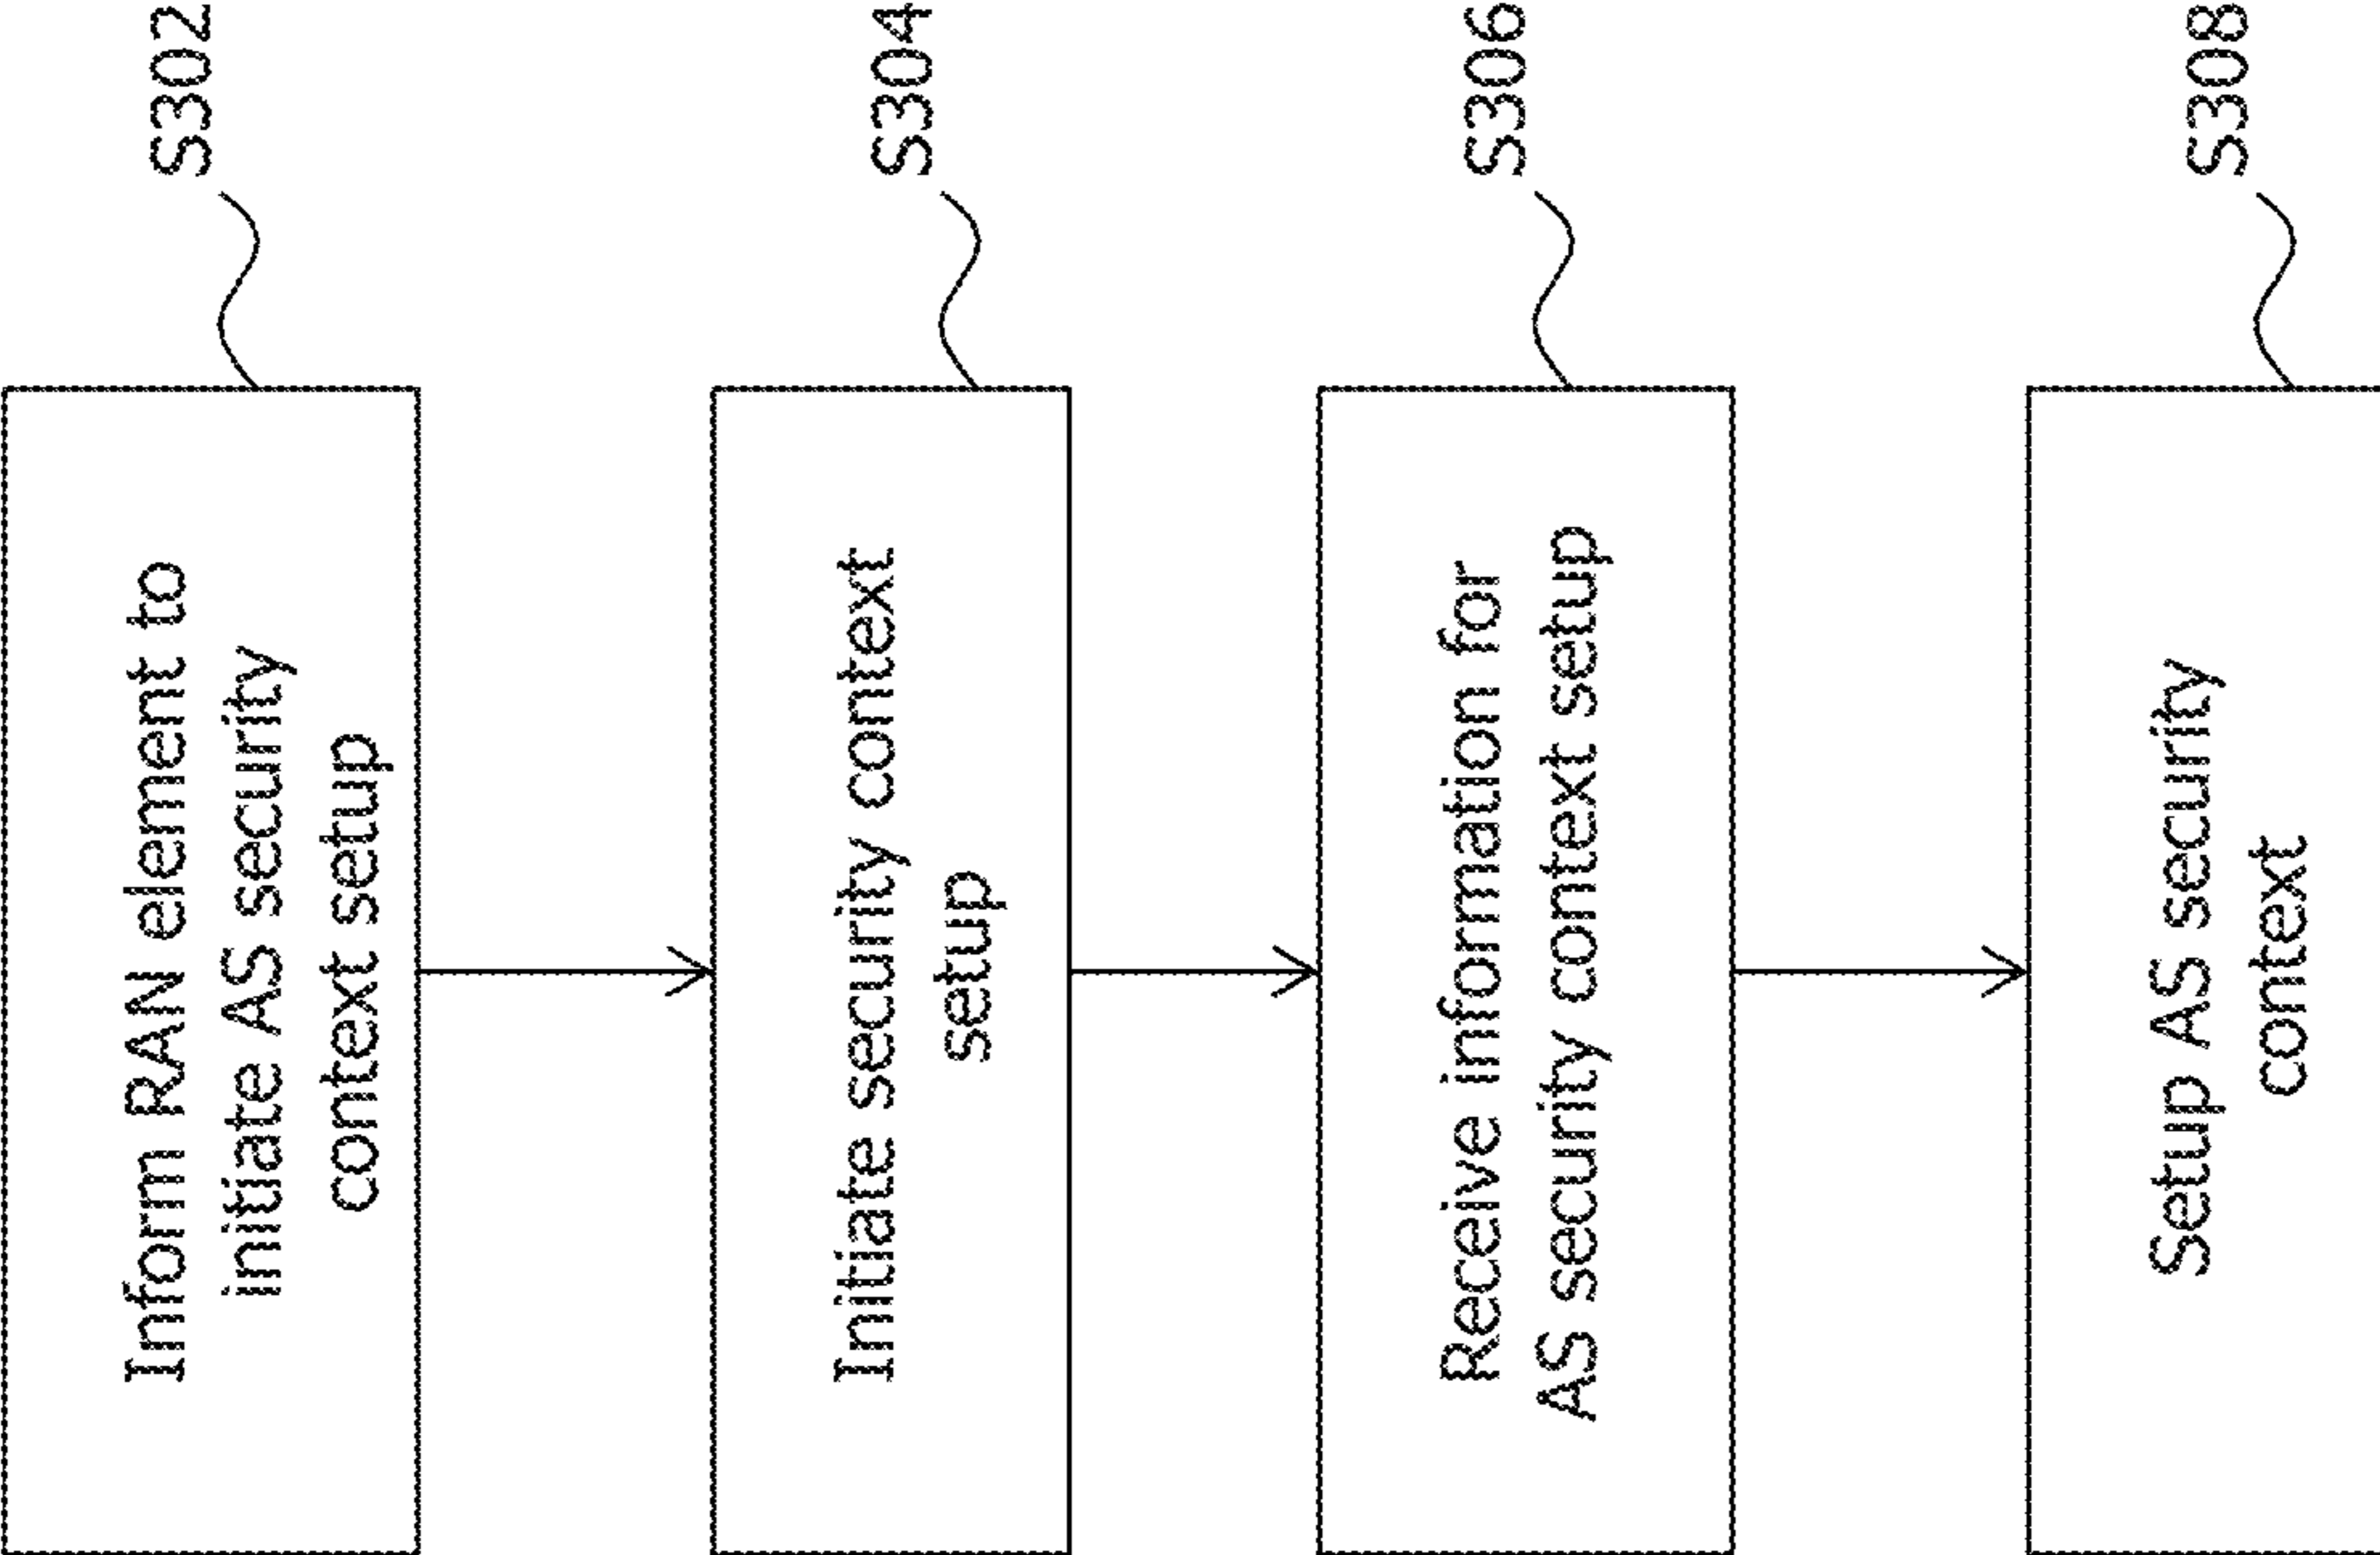 Inform RAN element to
initiate AS security
context setup
S302
Initiate security context
setup
S304
Receive information for
AS security context setup
S306
Setup AS security
context
S308